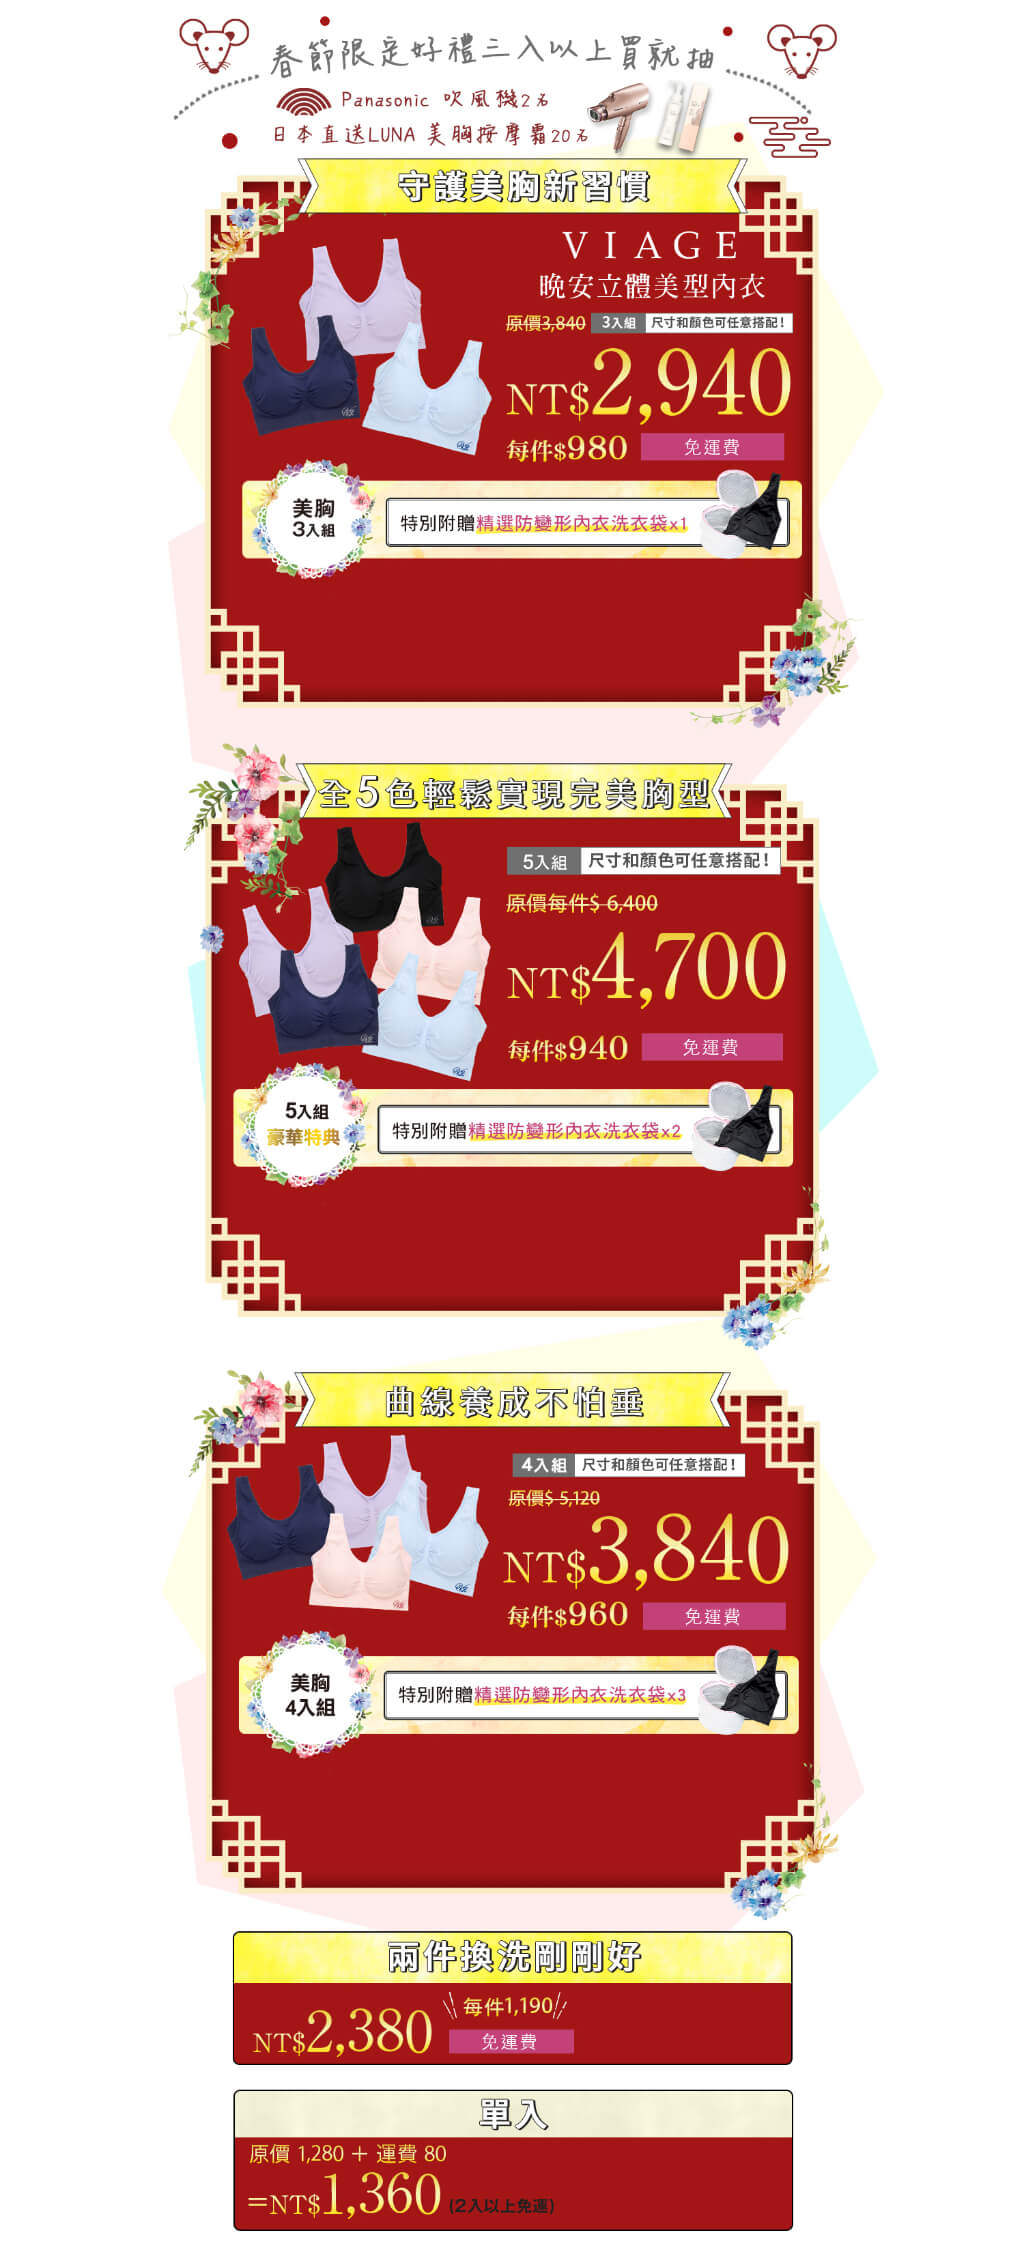 春節限定好禮三入以上買就抽
Panasonic 吹風機2名
日本直送LUNA 美胸按摩霜20名
守護美胸新習慣
VIAGE
晚安立體美型內衣
原價3,840 3入組 尺寸和顏色可任意搭配!
NT$2,940
每件$980 免運費
美胸
3入組
特別附贈精選防變形內衣洗衣袋x1
全5色輕鬆實現完美胸型
5入組 尺寸和顏色可任意搭配!
原價每件$ 6,400
NT$4,700
每件$940 免運費
5入組
豪華特典
特別附贈精選防變形內衣洗衣袋x2
曲線養成不怕垂
4入組 尺寸和顏色可任意搭配!
原價$ 5,120
NT$3,840
每件$960 免運費
美胸
4入組
特別附贈精選防變形內衣洗衣袋x3
兩件換洗剛剛好
每件1,190
NT$2,380 免運費
單入
原價 1,280 + 運費 80
=NT$1,360 (2入以上免運)